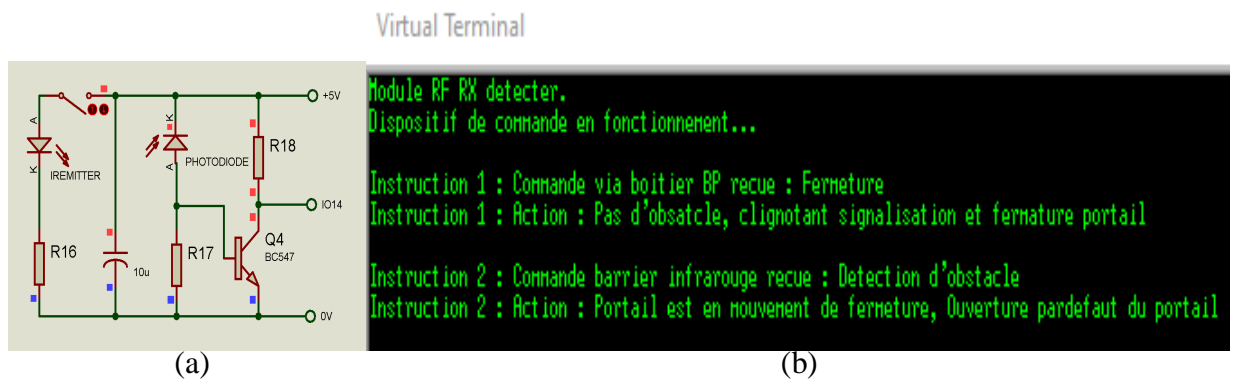 Virtual Terminal
+5V
A
K
IREMITTER
R16
10u
K
A
PHOTODIODE
R17
R18
IO14
Q4
BC547
0V
(a)
Module RF RX detecter.
Dispositif de commande en fonctionnement...
Instruction 1 : Commande via boitier BP recue : Fermeture
Instruction 1 : Action : Pas d'obsatcle, clignotant signalisation et fermature portail
Instruction 2 : Commande barrier infrarouge recue : Detection d'obstacle
Instruction 2 : Action : Portail est en mouvement de fermeture, Ouverture pardefaut du portail
(b)